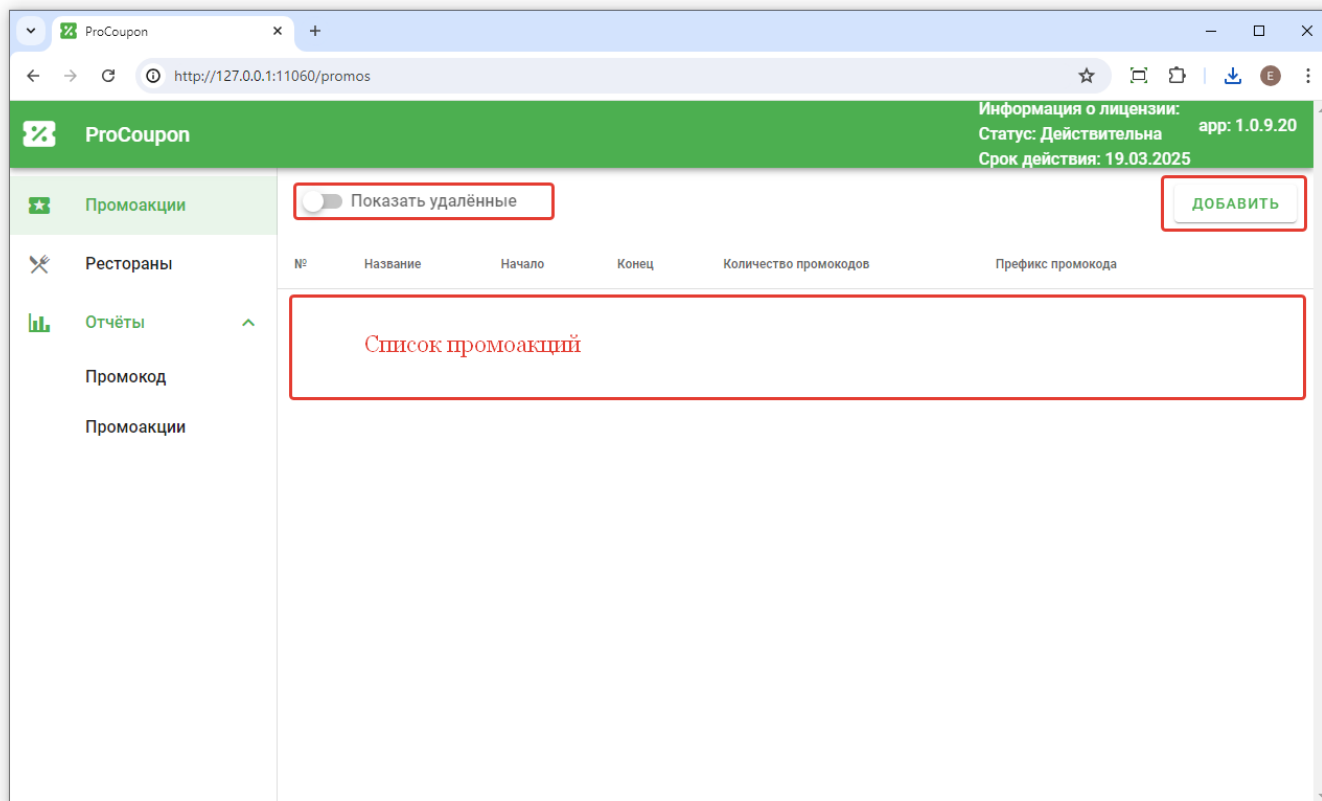 ProCoupon
http://127.0.0.1:11060/promos
E
ProCoupon
Информация о лицензии:
Статус: Действительна
Срок действия: 19.03.2025
app: 1.0.9.20
Промоакции
Рестораны
Отчёты
Промокод
Промоакции
Показать удалённые
ДОБАВИТЬ
№ Название Начало Конец Количество промокодов Префикс промокода
Список промоакций